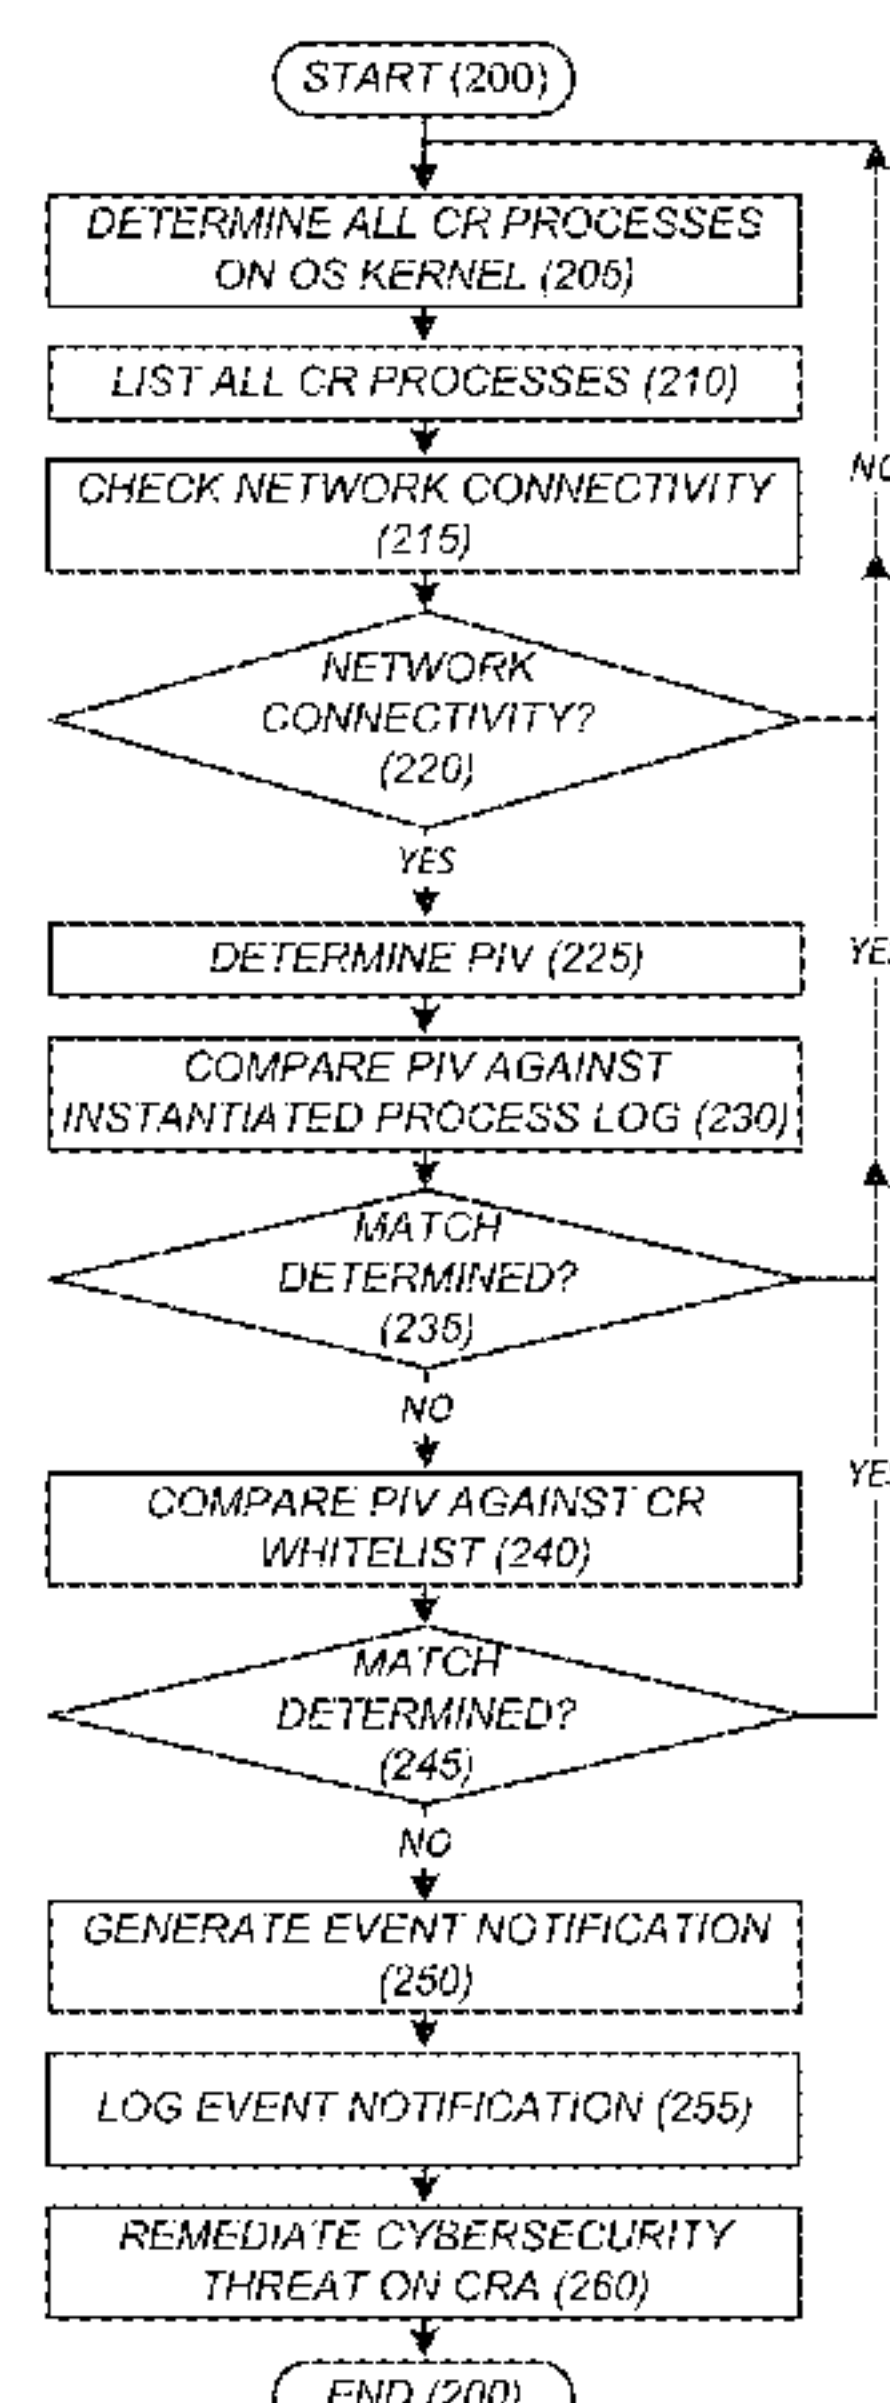 START (200)
DETERMINE ALL CR PROCESSES
ON OS KERNEL (205)
LIST ALL CR PROCESSES (210)
CHECK NETWORK CONNECTIVITY
(215)
NO
NETWORK
CONNECTIVITY?
(220)
YES
DETERMINE PIV (225)
YES
COMPARE PIV AGAINST
INSTANTIATED PROCESS LOG (230)
MATCH
DETERMINED?
(235)
NO
YES
COMPARE PIV AGAINST CR
WHITELIST (240)
MATCH
DETERMINED?
(245)
NO
GENERATE EVENT NOTIFICATION
(250)
LOG EVENT NOTIFICATION (255)
REMEDIATE CYBERSECURITY
THREAT ON CRA (260)
END (200)